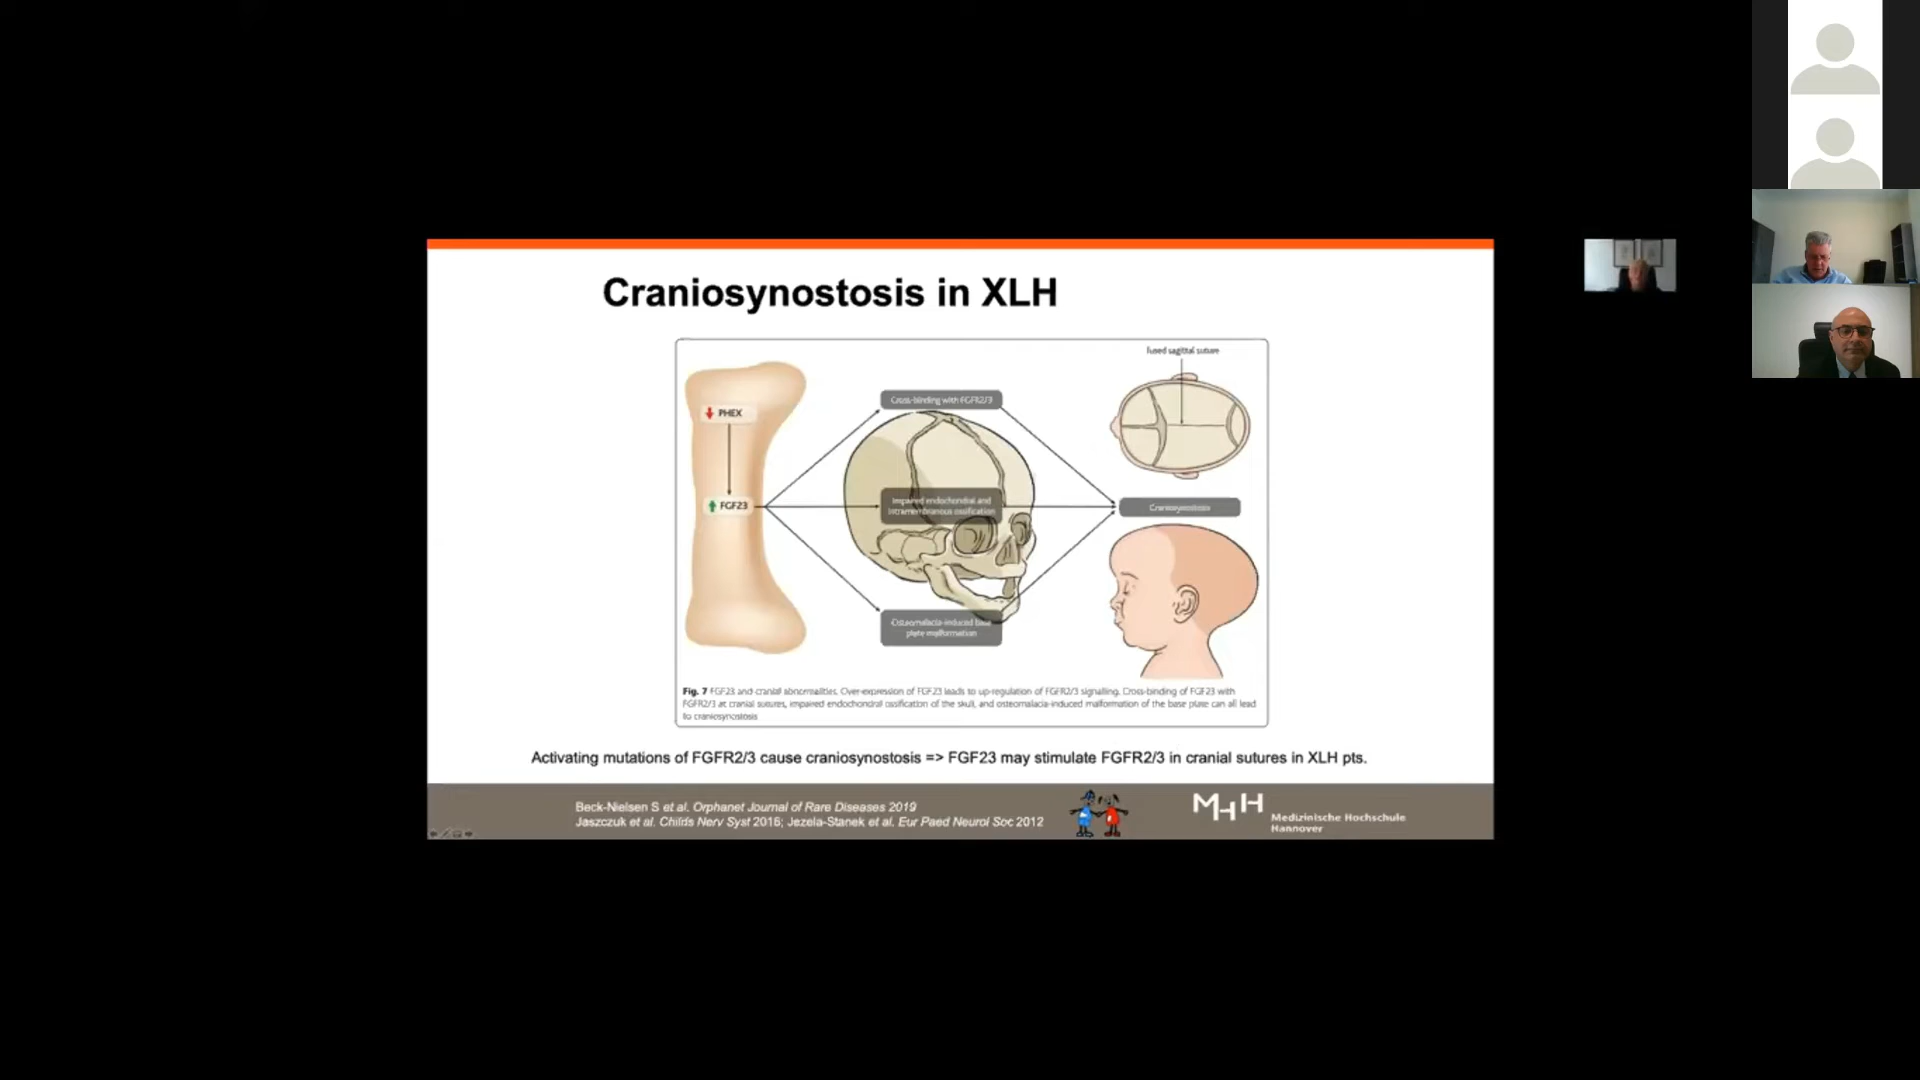 Craniosynostosis in XLH
fused sagittal suture
PHEX
Cross-binding with FGFR2/3
Impaired endochondral and
intramembranous ossification
FGF23
Craniosynostosis
Osteomalacia-induced base
plate malformation
Fig. 7 FGF23 and cranial abnormalities. Over-expression of FGF23 leads to up-regulation of FGFR2/3 signalling. Cross-binding of FGF23 with
FGFR2/3 at cranial sutures, impaired endochondral ossification of the skull, and osteomalacia-induced malformation of the base plate can all lead
to craniosynostosis
Activating mutations of FGFR2/3 cause craniosynostosis => FGF23 may stimulate FGFR2/3 in cranial sutures in XLH pts.
Beck-Nielsen S et al. Orphanet Journal of Rare Diseases 2019
Jaszczuk et al. Childs Nerv Syst 2016; Jezela-Stanek et al. Eur Paed Neurol Soc 2012
MHH
Medizinische Hochschule
Hannover